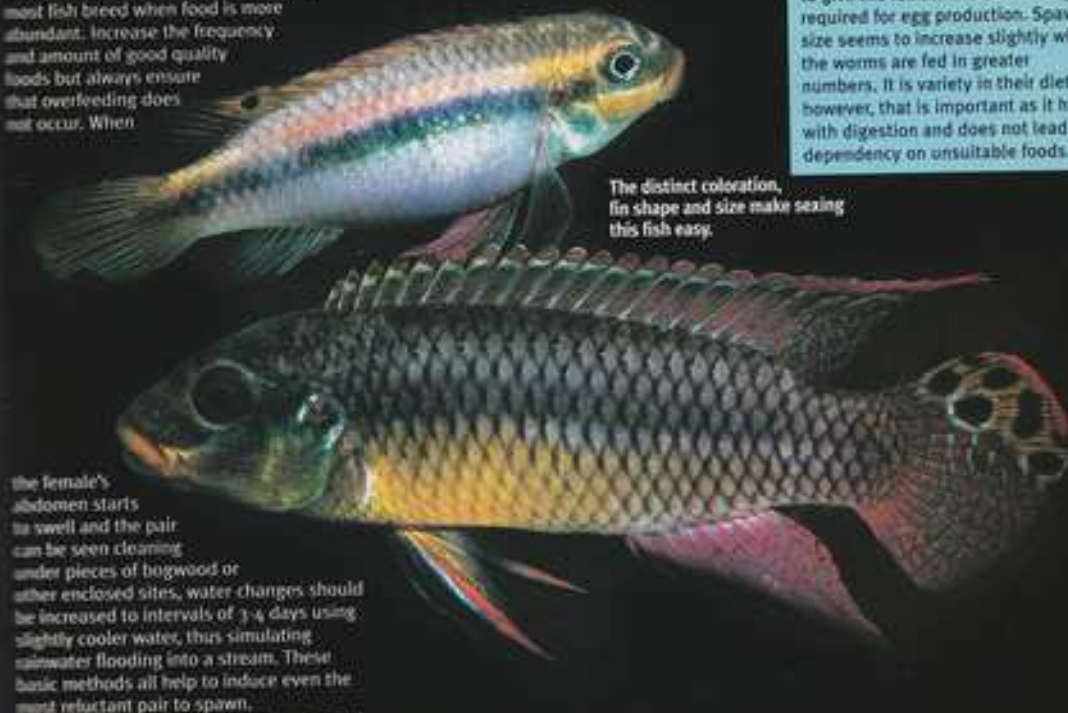 most fish breed when food is more
abundant. Increase the frequency
and amount of good quality
foods but always ensure
that overfeeding does
not occur. When
the female's
abdomen starts
to swell and the pair
can be seen cleaning
under pieces of bogwood or
other enclosed sites, water changes should
be increased to intervals of 3-4 days using
slightly cooler water, thus simulating
rainwater flooding into a stream. These
basic methods all help to induce even the
most reluctant pair to spawn.
The distinct coloration,
fin shape and size make sexing
this fish easy.
required for egg production. Spaw
size seems to increase slightly w
the worms are fed in greater
numbers. It is variety in their diet
however, that is important as it h
with digestion and does not lead
dependency on unsuitable foods.